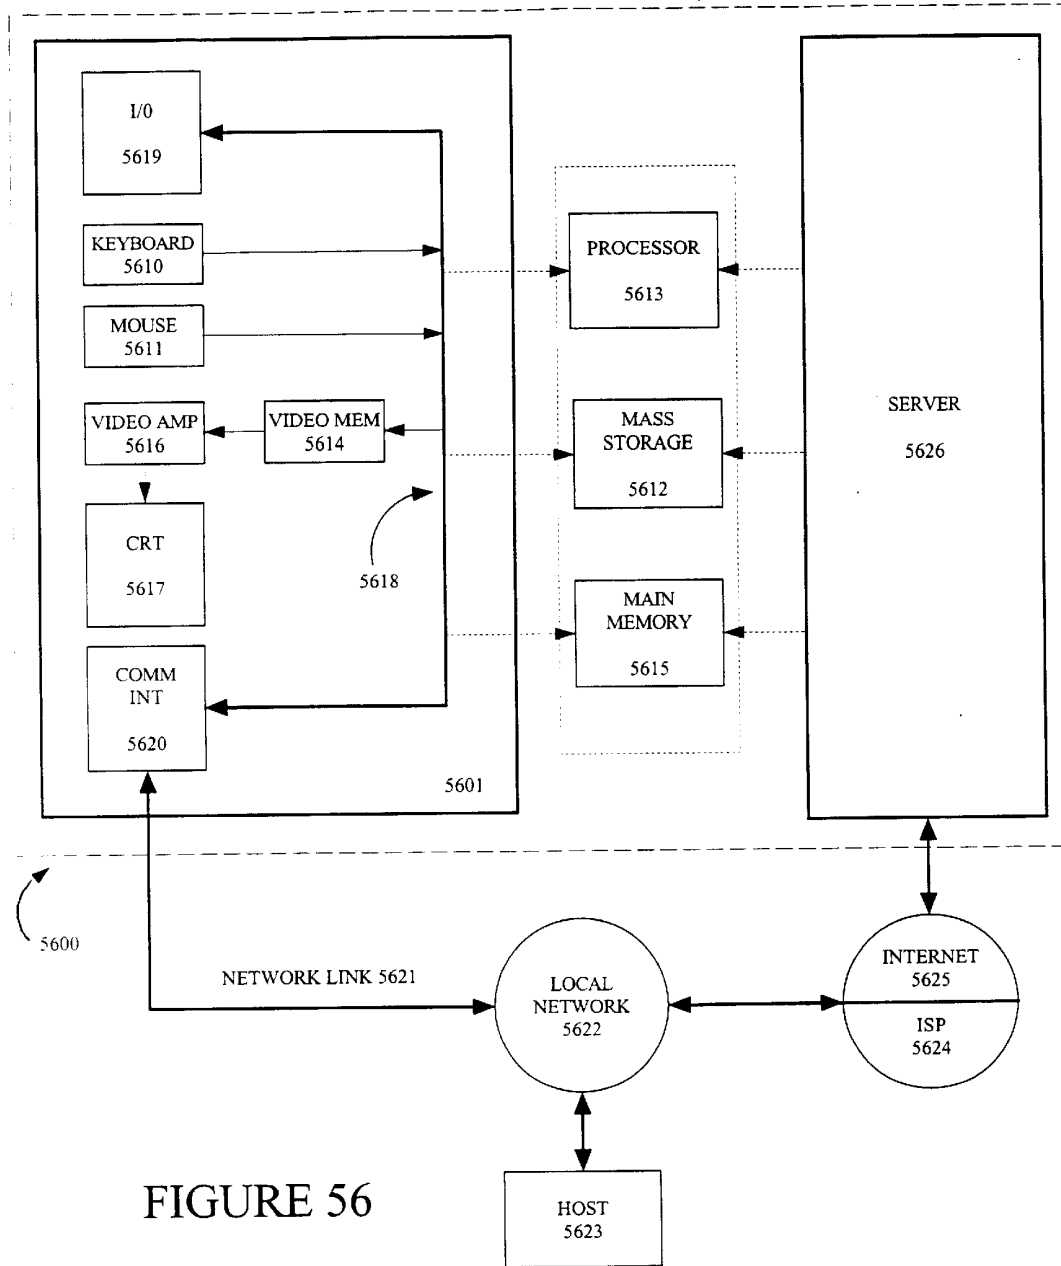 I/0
5619
KEYBOARD
5610
MOUSE
5611
VIDEO AMP
5616
VIDEO MEM
5614
CRT
5617
5618
COMM
INT
5620
5601
PROCESSOR
5613
MASS
STORAGE
5612
MAIN
MEMORY
5615
SERVER
5626
5600
NETWORK LINK 5621
LOCAL
NETWORK
5622
INTERNET
5625
ISP
5624
HOST
5623
FIGURE 56